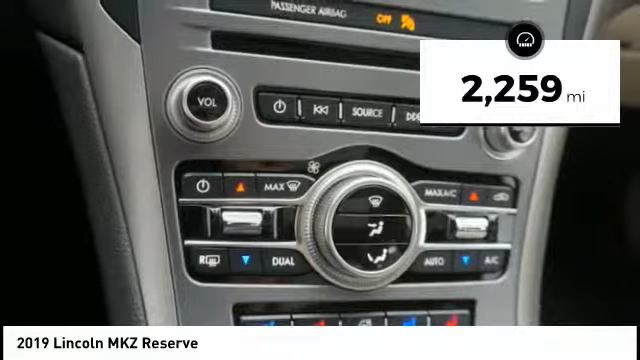 PASSENGER AIRBAG
OFF
2,259 mi
VOL
SOURCE
MAX
MAX A/C
R
DUAL
AUTO
A/C
2019 Lincoln MKZ Reserve